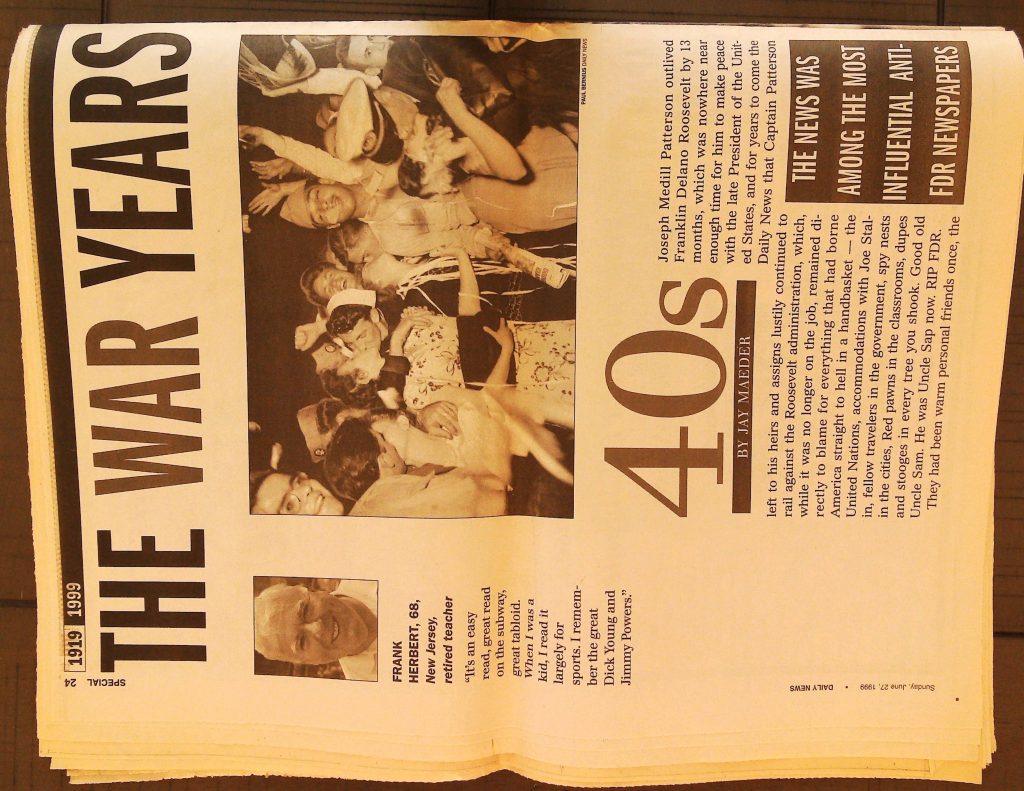 24 SPECIAL
1919 1999
THE WAR YEARS
PAUL BERNIUS DAILY NEWS
FRANK
HERBERT, 68,
New Jersey,
retired teacher
"It's an easy
read, great read
on the subway,
great tabloid.
When I was a
kid, I read it
largely for
sports. I remem-
ber the great
Dick Young and
Jimmy Powers."
40s
BY JAY MAEDER
Joseph Medill Patterson outlived
Franklin Delano Roosevelt by 13
months, which was nowhere near
enough time for him to make peace
with the late President of the Unit-
ed States, and for years to come the
Daily News that Captain Patterson
left to his heirs and assigns lustily continued to
rail against the Roosevelt administration, which,
while it was no longer on the job, remained di-
rectly to blame for everything that had borne
America straight to hell in a handbasket — the
United Nations, accommodations with Joe Stal-
in, fellow travelers in the government, spy nests
in the cities, Red pawns in the classrooms, dupes
and stooges in every tree you shook. Good old
Uncle Sam. He was Uncle Sap now. RIP FDR.
They had been warm personal friends once, the
THE NEWS WAS
AMONG THE MOST
INFLUENTIAL ANTI-
FDR NEWSPAPERS
Sunday, June 27, 1999 • DAILY NEWS